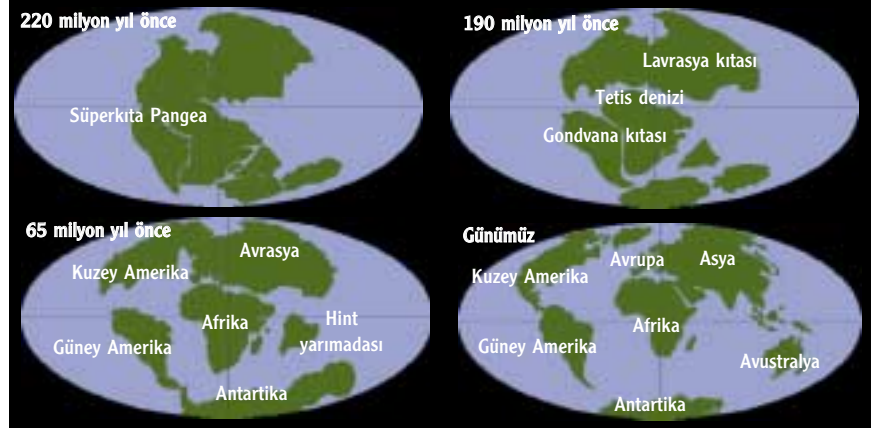 220 milyon yıl önce
Süperkıta Pangea
190 milyon yıl önce
Lavrasya kıtası
Tetis denizi
Gondvana kıtası
65 milyon yıl önce
Avrasya
Kuzey Amerika
Afrika
Hint
yarımadası
Güney Amerika
Antartika
Günümüz
Avrupa
Asya
Kuzey Amerika
Afrika
Güney Amerika
Avustralya
Antartika